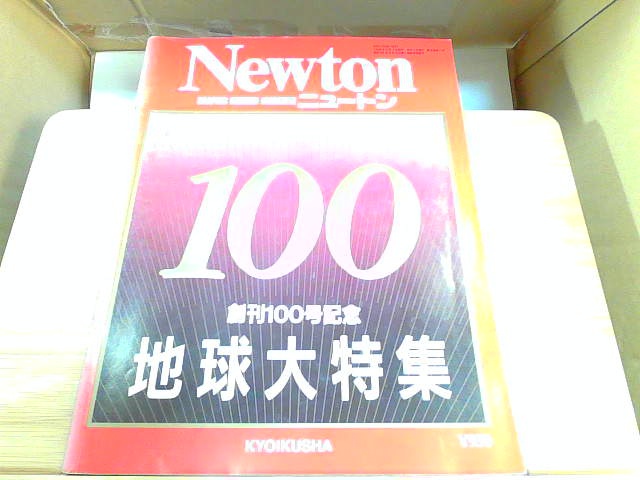 Newton
ニュートン
100
創刊100号記念
地球大特集
KYOIKUSHA